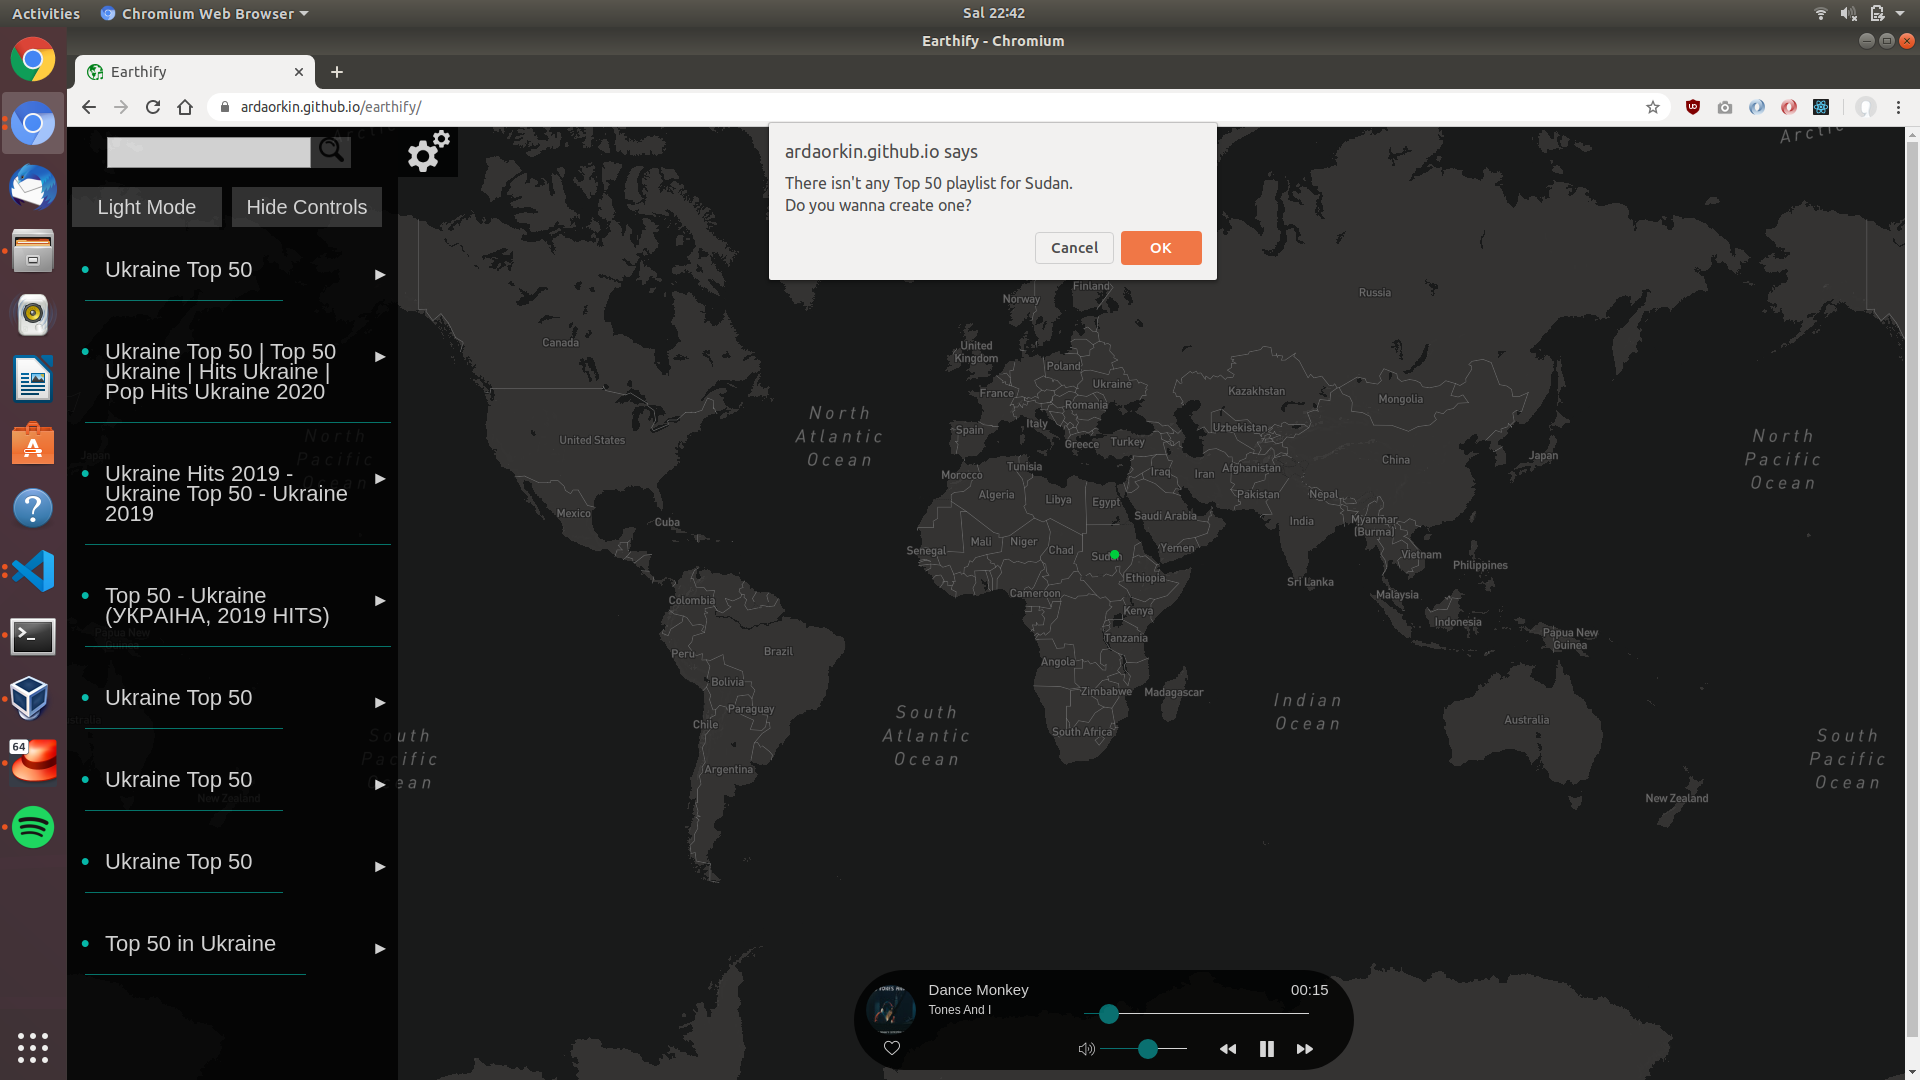 Activities
Chromium Web Browser
Sal 22:42
Earthify - Chromium
Earthify
ardaorkin.github.io/earthify/
ardaorkin.github.io says
There isn't any Top 50 playlist for Sudan.
Do you wanna create one?
Cancel
OK
Light Mode
Hide Controls
Ukraine Top 50
Ukraine Top 50 | Top 50
Ukraine | Hits Ukraine |
Pop Hits Ukraine 2020
Ukraine Hits 2019 -
Ukraine Top 50 - Ukraine
2019
Top 50 - Ukraine
(УКРАІНА, 2019 HITS)
Ukraine Top 50
Ukraine Top 50
Ukraine Top 50
Top 50 in Ukraine
64
Arctic
North
Pacific
Ocean
Japan
Papua New
New Zealand
South
Pacific
Ocean
Canada
United States
Mexico
Cuba
Colombia
Peru
Brazil
Bolivia
Paraguay
Chile
Argentina
North
Atlantic
Ocean
South
Atlantic
Ocean
Norway
Finland
Russia
United
Kingdom
Poland
Ukraine
France
Romania
Italy
Spain
Greece
Turkey
Kazakhstan
Uzbekistan
Mongolia
China
Japan
Morocco
Tunisia
Algeria
Libya
Egypt
Iraq
Iran
Afghanistan
Pakistan
Nepal
Saudi Arabia
India
Myanmar
(Burma)
Senegal
Mali
Niger
Chad
Sudan
Yemen
Vietnam
Philippines
Ethiopia
Sri Lanka
Cameroon
Malaysia
Kenya
Indonesia
Tanzania
Papua New
Guinea
Angola
Zimbabwe
Madagascar
South Africa
Indian
Ocean
Australia
New Zealand
North
Pacific
Ocean
South
Pacific
Ocean
Arctic
Dance Monkey
00:15
Tones And I